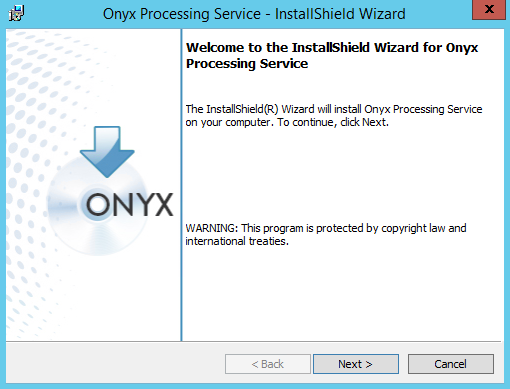 Onyx Processing Service - InstallShield Wizard
x
Welcome to the InstallShield Wizard for Onyx
Processing Service
The InstallShield(R) Wizard will install Onyx Processing Service
on your computer. To continue, click Next.
ONYX
WARNING: This program is protected by copyright law and
international treaties.
< Back
Next >
Cancel